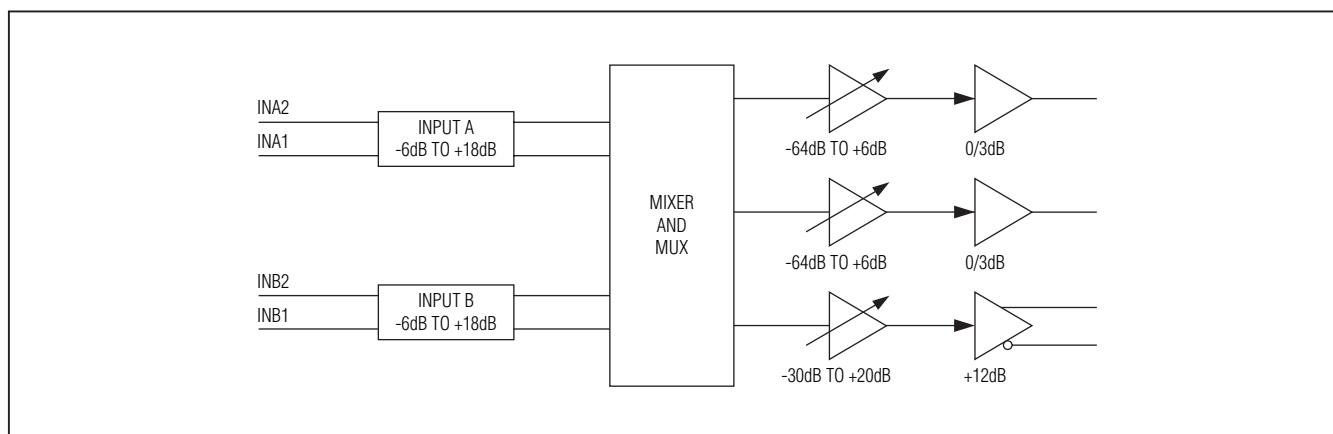 INA2
INA1
INPUT A
-6dB TO +18dB
INB2
INB1
INPUT B
-6dB TO +18dB
MIXER
AND
MUX
-64dB TO +6dB
0/3dB
-64dB TO +6dB
0/3dB
-30dB TO +20dB
+12dB